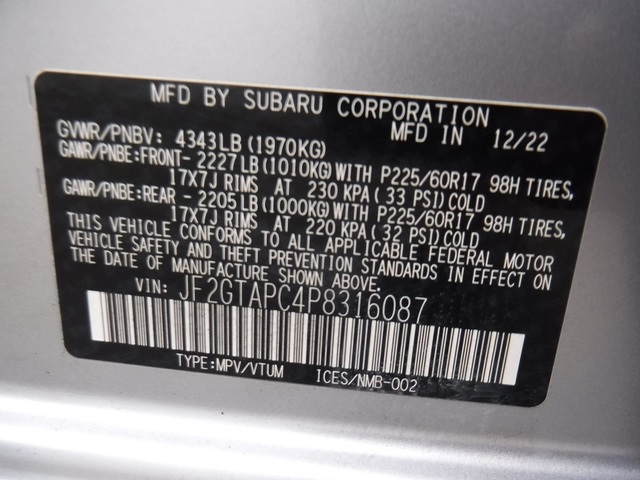 MFD BY SUBARU CORPORATION
MFD IN 12/22
GVWR/PNBV: 4343LB (1970KG)
GAWR/PNBE:FRONT- 2227LB (1010KG) WITH P225/60R17 98H TIRES,
17X7J RIMS AT 230 KPA ( 33 PSI) COLD
GAWR/PNBE:REAR - 2205LB (1000KG) WITH P225/60R17 98H TIRES,
17X7J RIMS AT 220 KPA ( 32 PSI) COLD
THIS VEHICLE CONFORMS TO ALL APPLICABLE FEDERAL MOTOR
VEHICLE SAFETY AND THEFT PREVENTION STANDARDS IN EFFECT ON
THE DATE OF MANUFACTURE SHOWN ABOVE.
VIN: JF2GTAPC4P8316087
TYPE:MPV/VTUM ICES/NMB-002